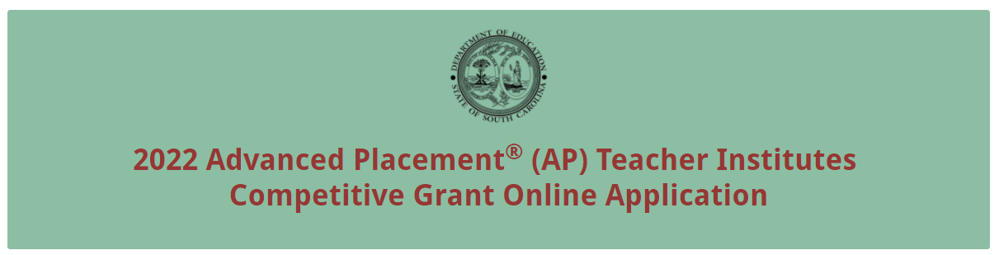 DEPARTMENT OF EDUCATION
STATE OF SOUTH CAROLINA
2022 Advanced Placement® (AP) Teacher Institutes
Competitive Grant Online Application